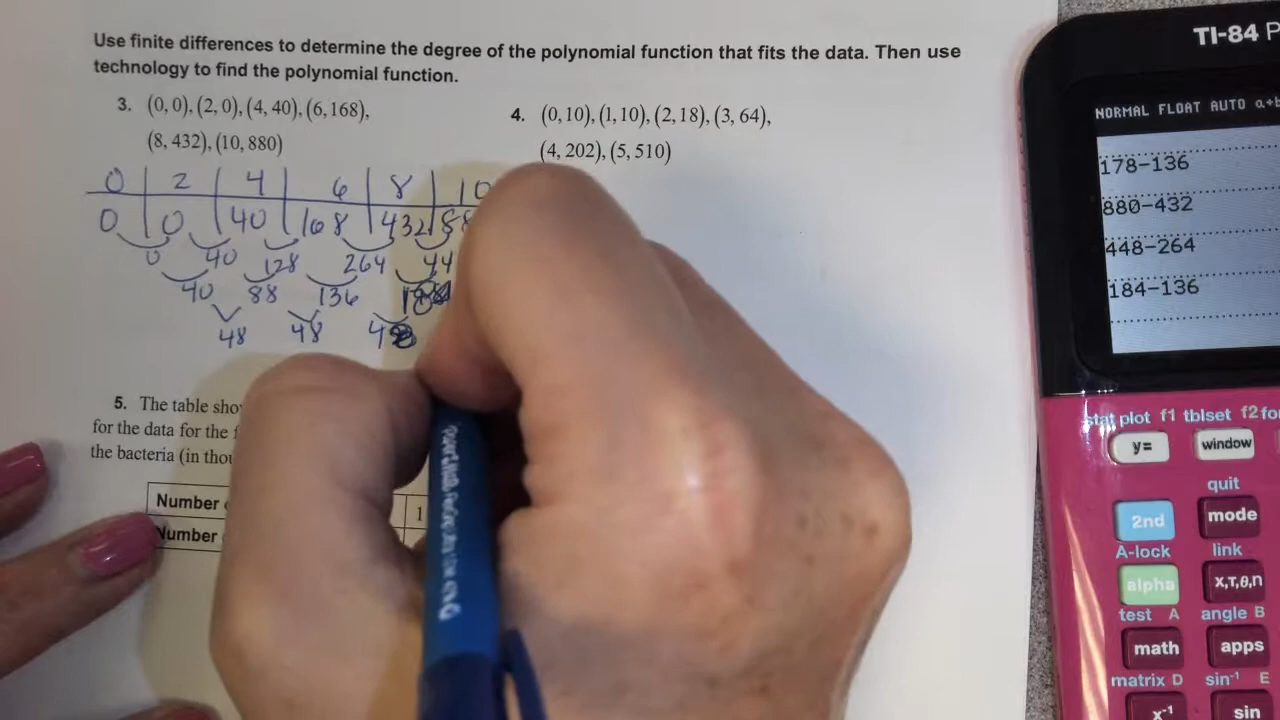 Use finite differences to determine the degree of the polynomial function that fits the data. Then use
technology to find the polynomial function.
3. (0, 0), (2, 0), (4, 40), (6, 168),
(8, 432), (10, 880)
4. (0, 10), (1, 10), (2, 18), (3, 64),
(4, 202), (5, 510)
0 2 4 6 8 10
0 0 40 168 432
0 40 128 264 44
40 88 136
48 48
5. The table
for the data for the
the bacteria (in
Number
Number
1
TI-84 P
NORMAL FLOAT AUTO
178-136
880-432
448-264
184-136
stat plot f1 tblset f2
y= window
quit
2nd mode
A-lock link
alpha X,T,θ,n
test A angle B
math apps
matrix D sin⁻¹ E
x⁻¹ sin